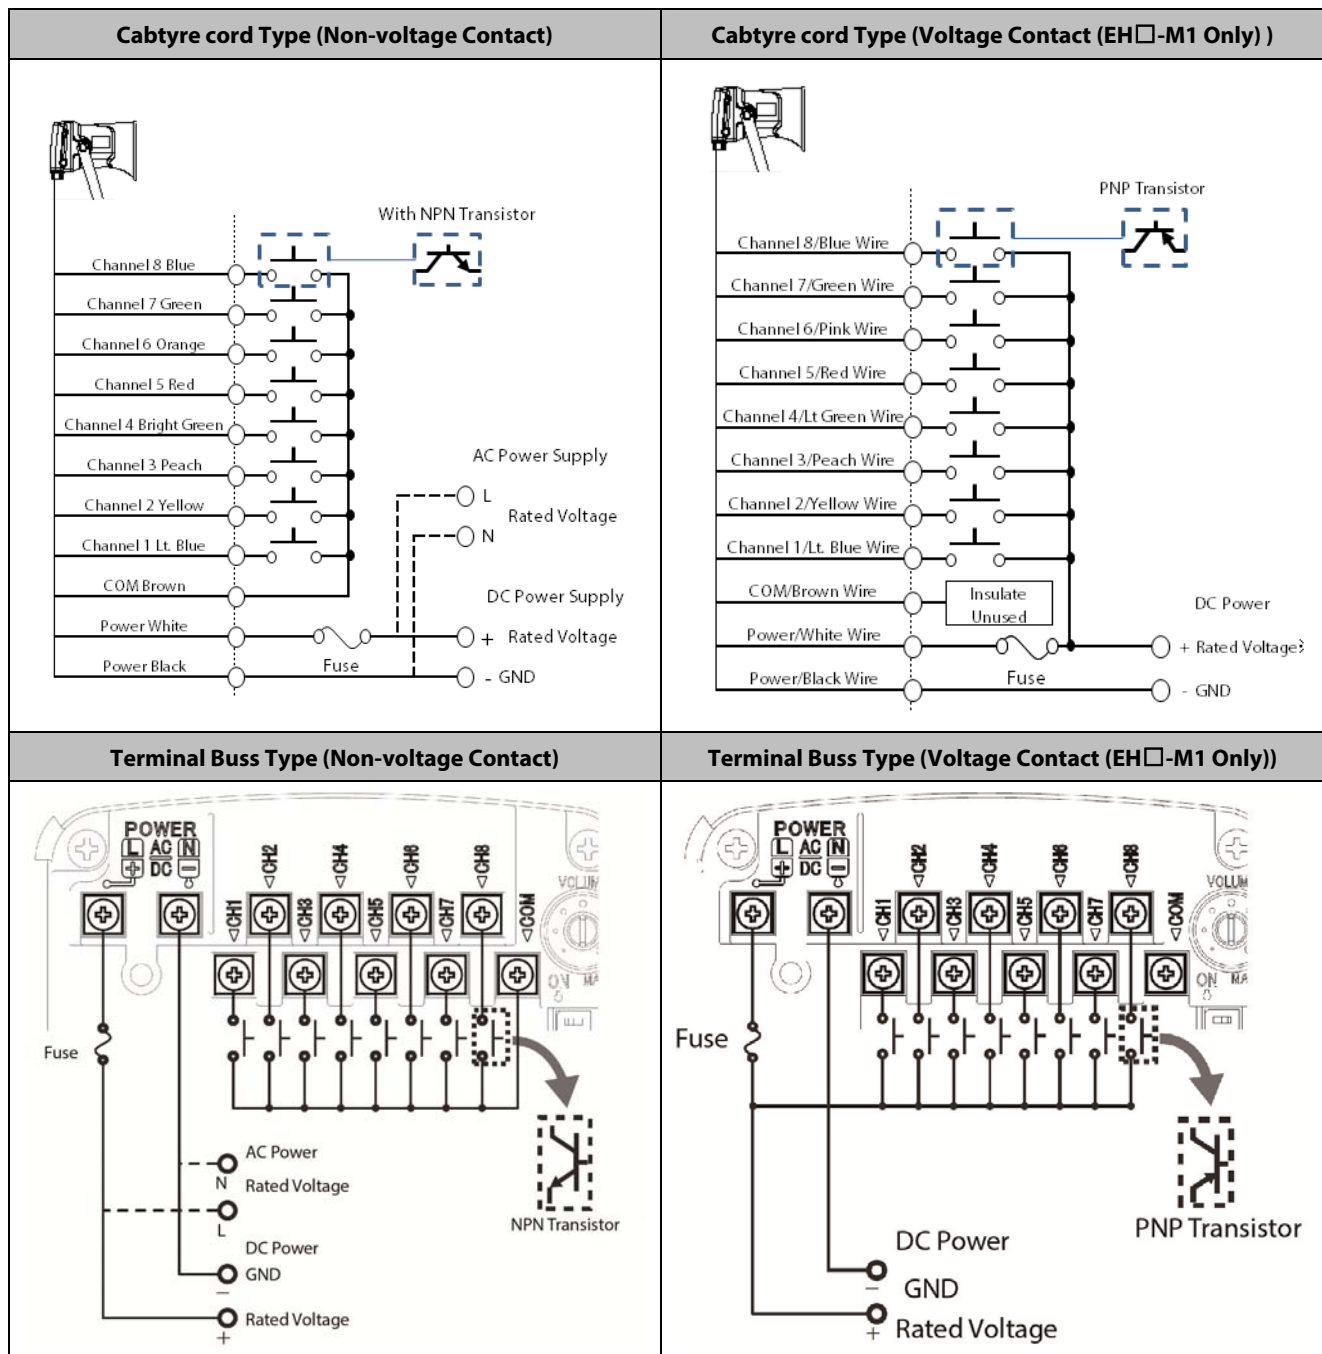 Cabtyre cord Type (Non-voltage Contact)
Cabtyre cord Type (Voltage Contact (EH□-M1 Only) )
With NPN Transistor
Channel 8 Blue
Channel 7 Green
Channel 6 Orange
Channel 5 Red
Channel 4 Bright Green
Channel 3 Peach
Channel 2 Yellow
Channel 1 Lt. Blue
COM Brown
Power White
Power Black
Fuse
AC Power Supply
L
Rated Voltage
N
DC Power Supply
+ Rated Voltage
- GND
PNP Transistor
Channel 8/Blue Wire
Channel 7/Green Wire
Channel 6/Pink Wire
Channel 5/Red Wire
Channel 4/Lt Green Wire
Channel 3/Peach Wire
Channel 2/Yellow Wire
Channel 1/Lt. Blue Wire
COM/Brown Wire
Power/White Wire
Power/Black Wire
Insulate
Unused
Fuse
DC Power
+ Rated Voltage
- GND
Terminal Buss Type (Non-voltage Contact)
Terminal Buss Type (Voltage Contact (EH□-M1 Only))
POWER
L AC N
+ DC −
CH1
CH2
CH3
CH4
CH5
CH6
CH7
CH8
COM
VOLUM
ON MA
Fuse
AC Power
N Rated Voltage
L
DC Power
GND
−
Rated Voltage
+
NPN Transistor
POWER
L AC N
+ DC −
CH1
CH2
CH3
CH4
CH5
CH6
CH7
CH8
COM
VOLUM
ON MA
Fuse
DC Power
− GND
+ Rated Voltage
PNP Transistor